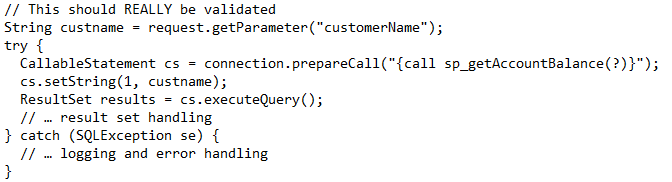 // This should REALLY be validated
String custname = request.getParameter("customerName");
try {
  CallableStatement cs = connection.prepareCall("{call sp_getAccountBalance(?)}");
  cs.setString(1, custname);
  ResultSet results = cs.executeQuery();
  // … result set handling
} catch (SQLException se) {
  // … logging and error handling
}